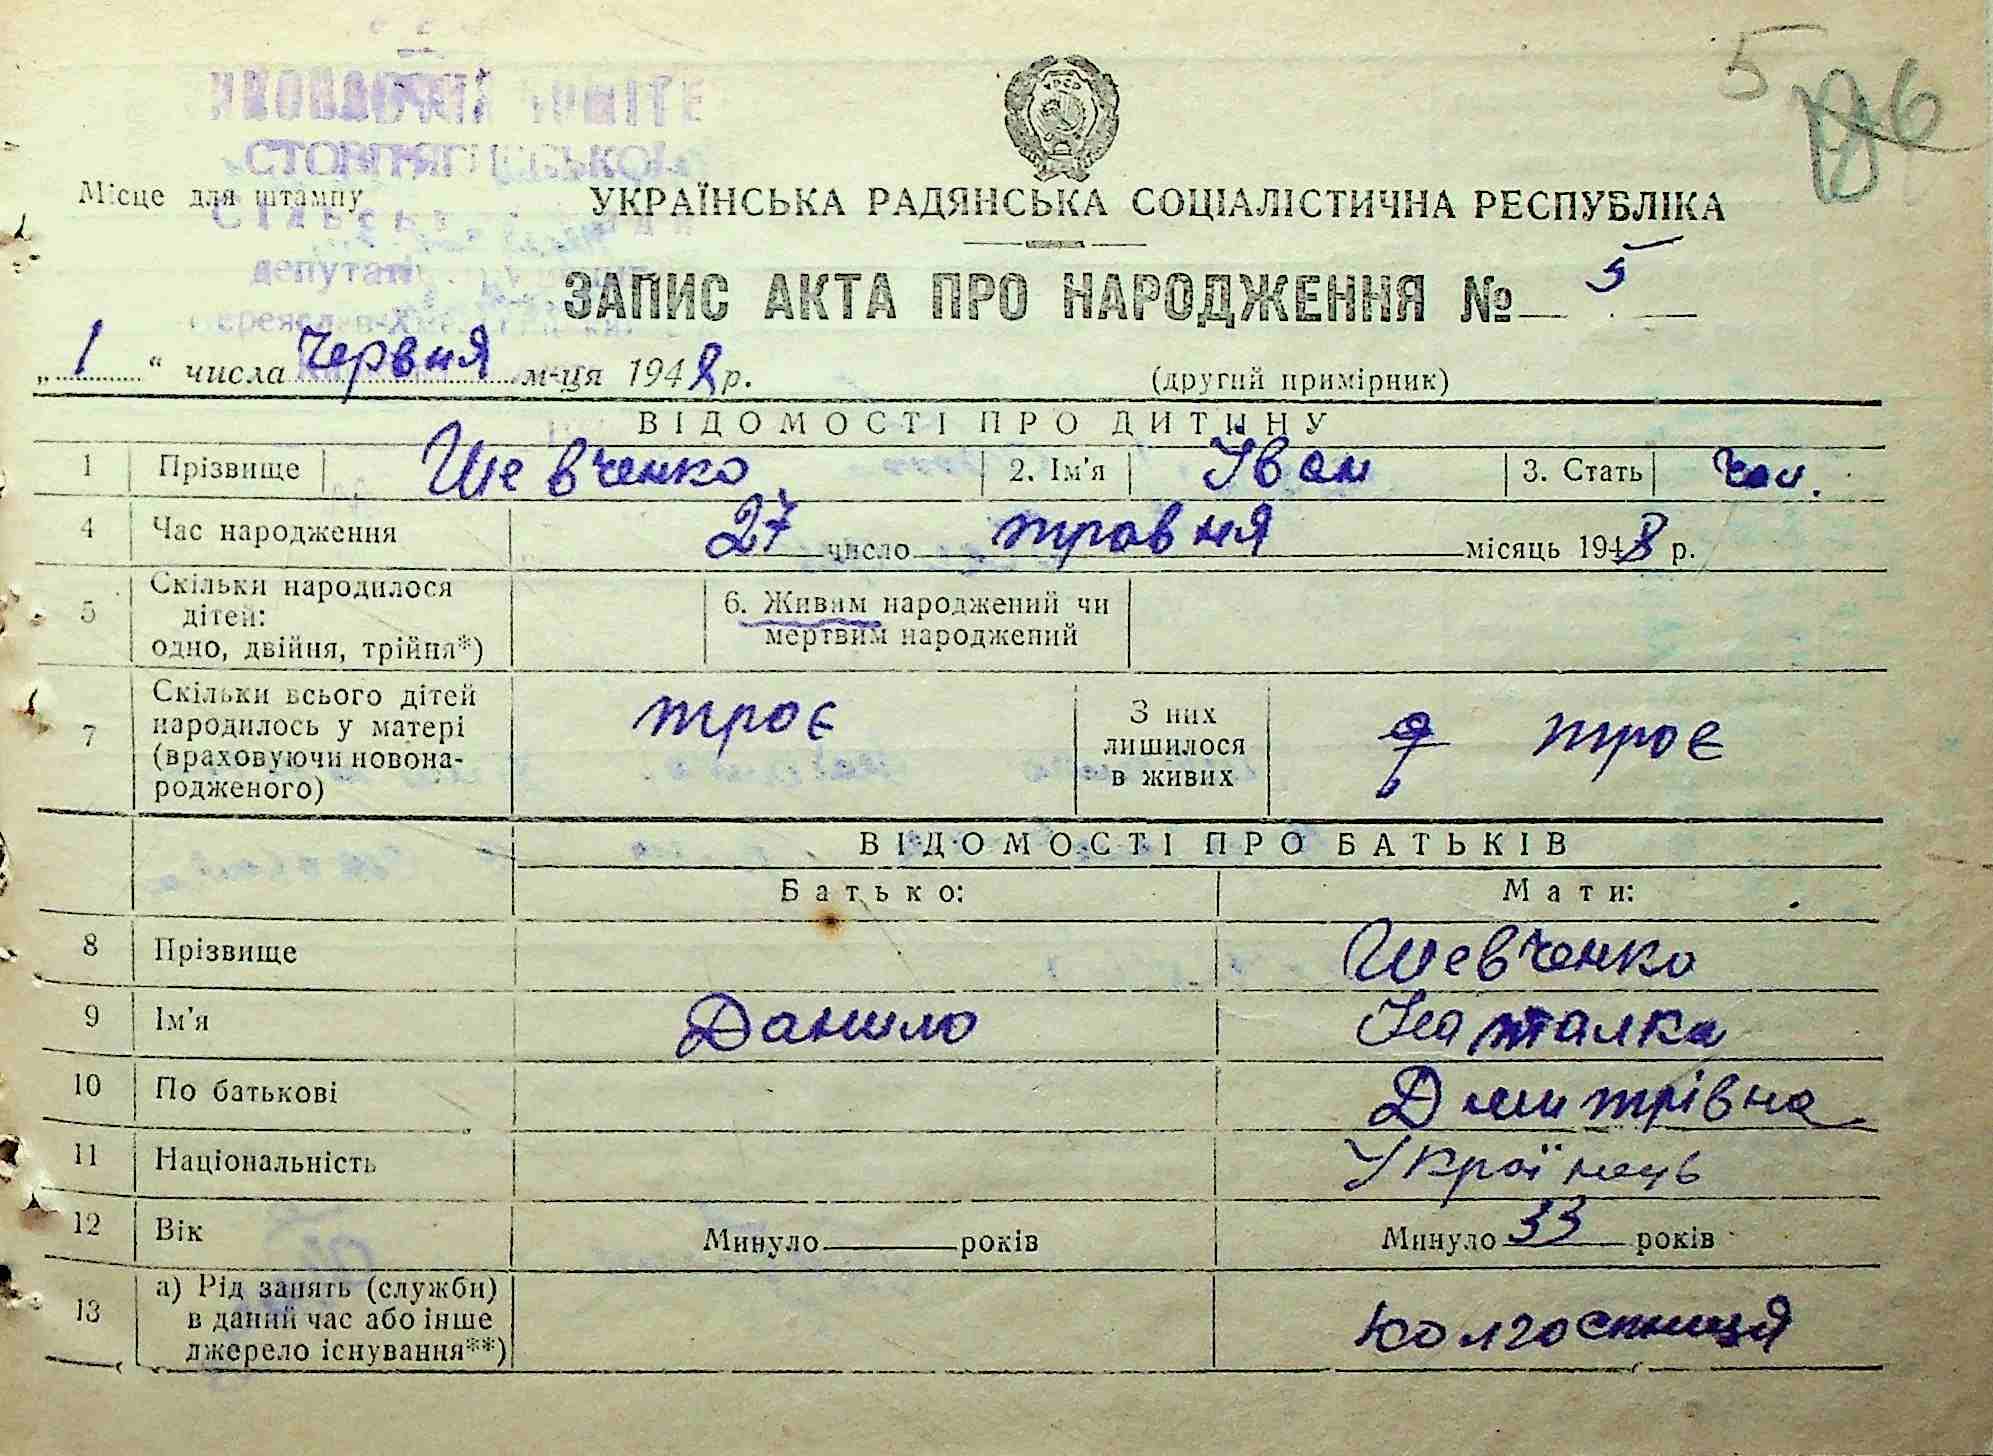 5 6
УРСР
Місце для штампу
УКРАЇНСЬКА РАДЯНСЬКА СОЦІАЛІСТИЧНА РЕСПУБЛІКА
депутатів
ЗАПИС АКТА ПРО НАРОДЖЕННЯ № 5
„ 1 “ числа Червня м-ця 1948 р.
(другий примірник)
ВІДОМОСТІ ПРО ДИТИНУ
1 Прізвище Шевченко 2. Ім'я Іван 3. Стать Чол.
4 Час народження 27 число травня місяць 1948 р.
5 Скільки народилося
дітей:
одно, двійня, трійня*)
6. Живим народжений чи
мертвим народжений
7 Скільки всього дітей
народилось у матері
(враховуючи новона-
родженого)
троє
З них
лишилося
в живих
троє
ВІДОМОСТІ ПРО БАТЬКІВ
Батько: Мати:
8 Прізвище Шевченко
9 Ім'я Данило Наталка
10 По батькові Дмитрівна
11 Національність Українець
12 Вік Минуло років Минуло 33 років
13 а) Рід занять (служби)
в даний час або інше
джерело існування**)
колгоспниця